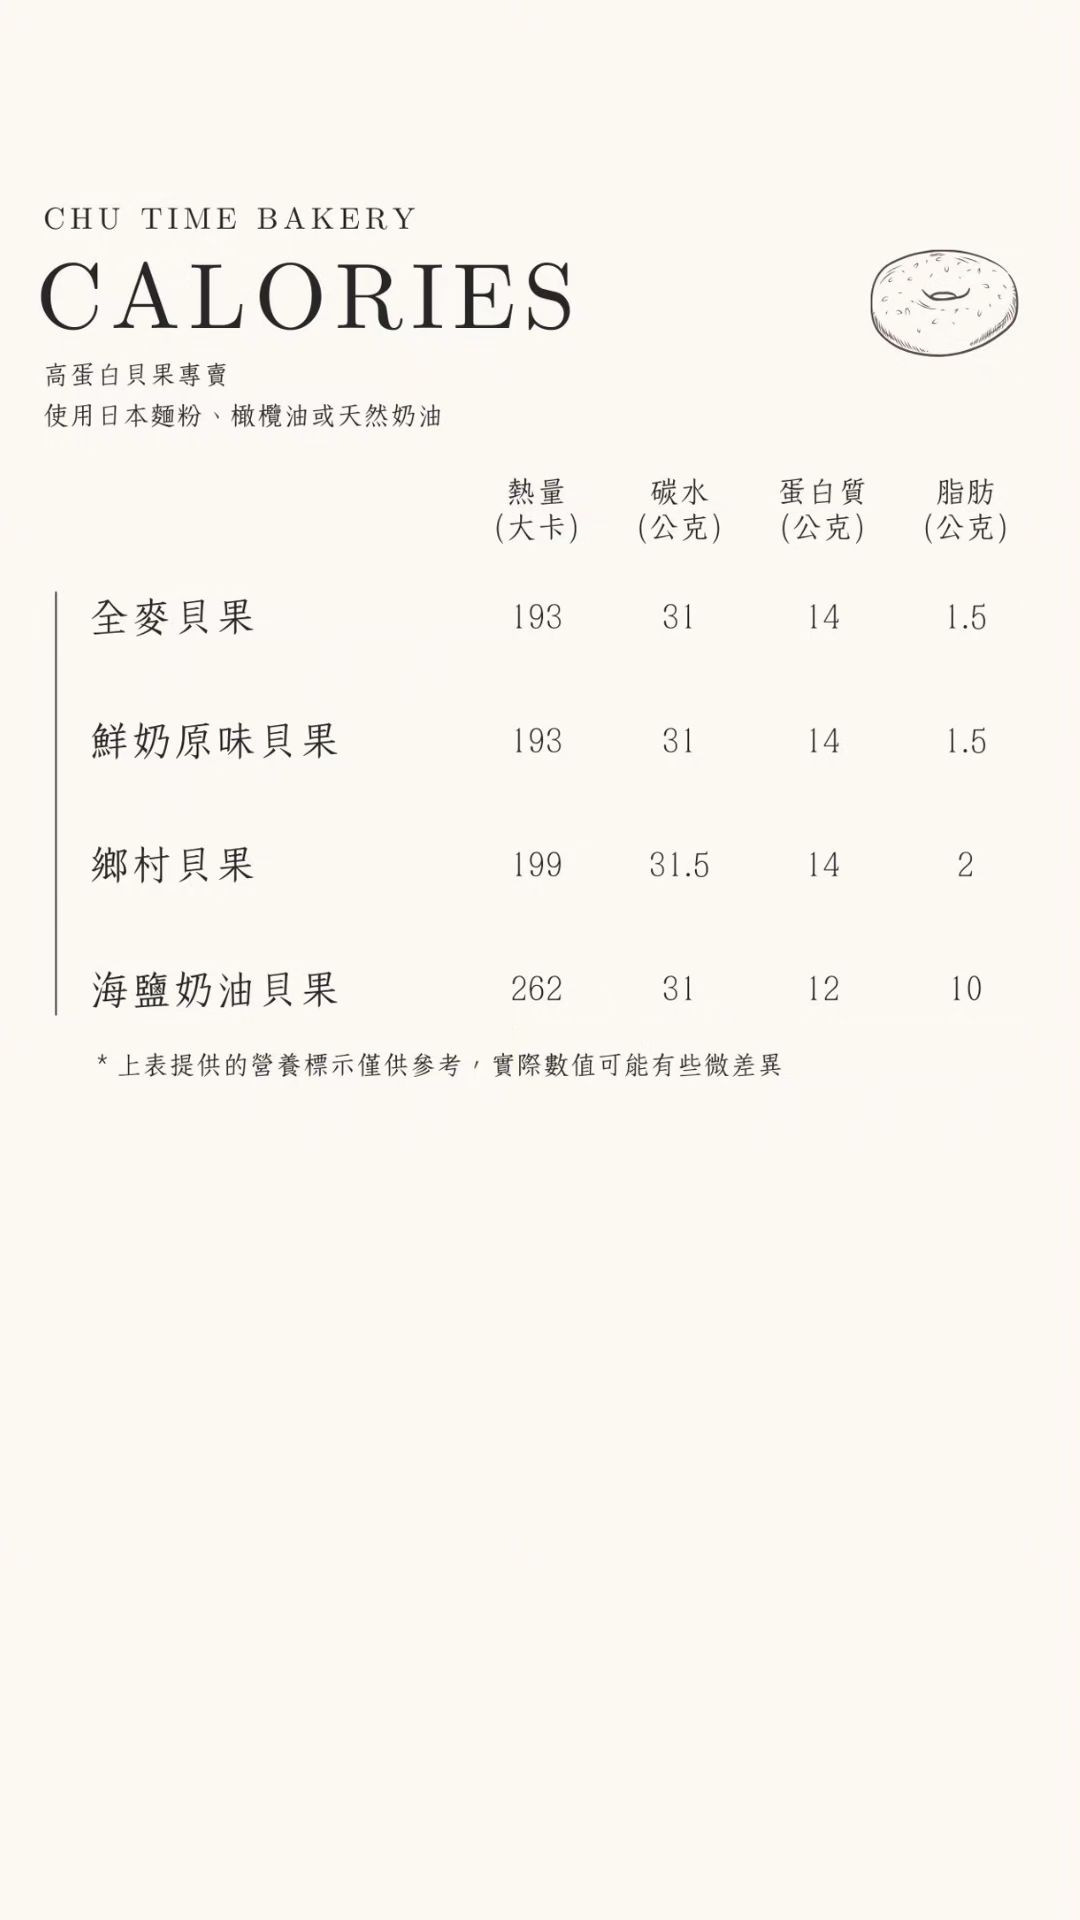 CHU TIME BAKERY
CALORIES
高蛋白貝果專賣
使用日本麵粉、橄欖油或天然奶油
熱量 碳水 蛋白質 脂肪
(大卡) (公克) (公克) (公克)
全麥貝果 193 31 14 1.5
鮮奶原味貝果 193 31 14 1.5
鄉村貝果 199 31.5 14 2
海鹽奶油貝果 262 31 12 10
* 上表提供的營養標示僅供參考，實際數值可能有些微差異